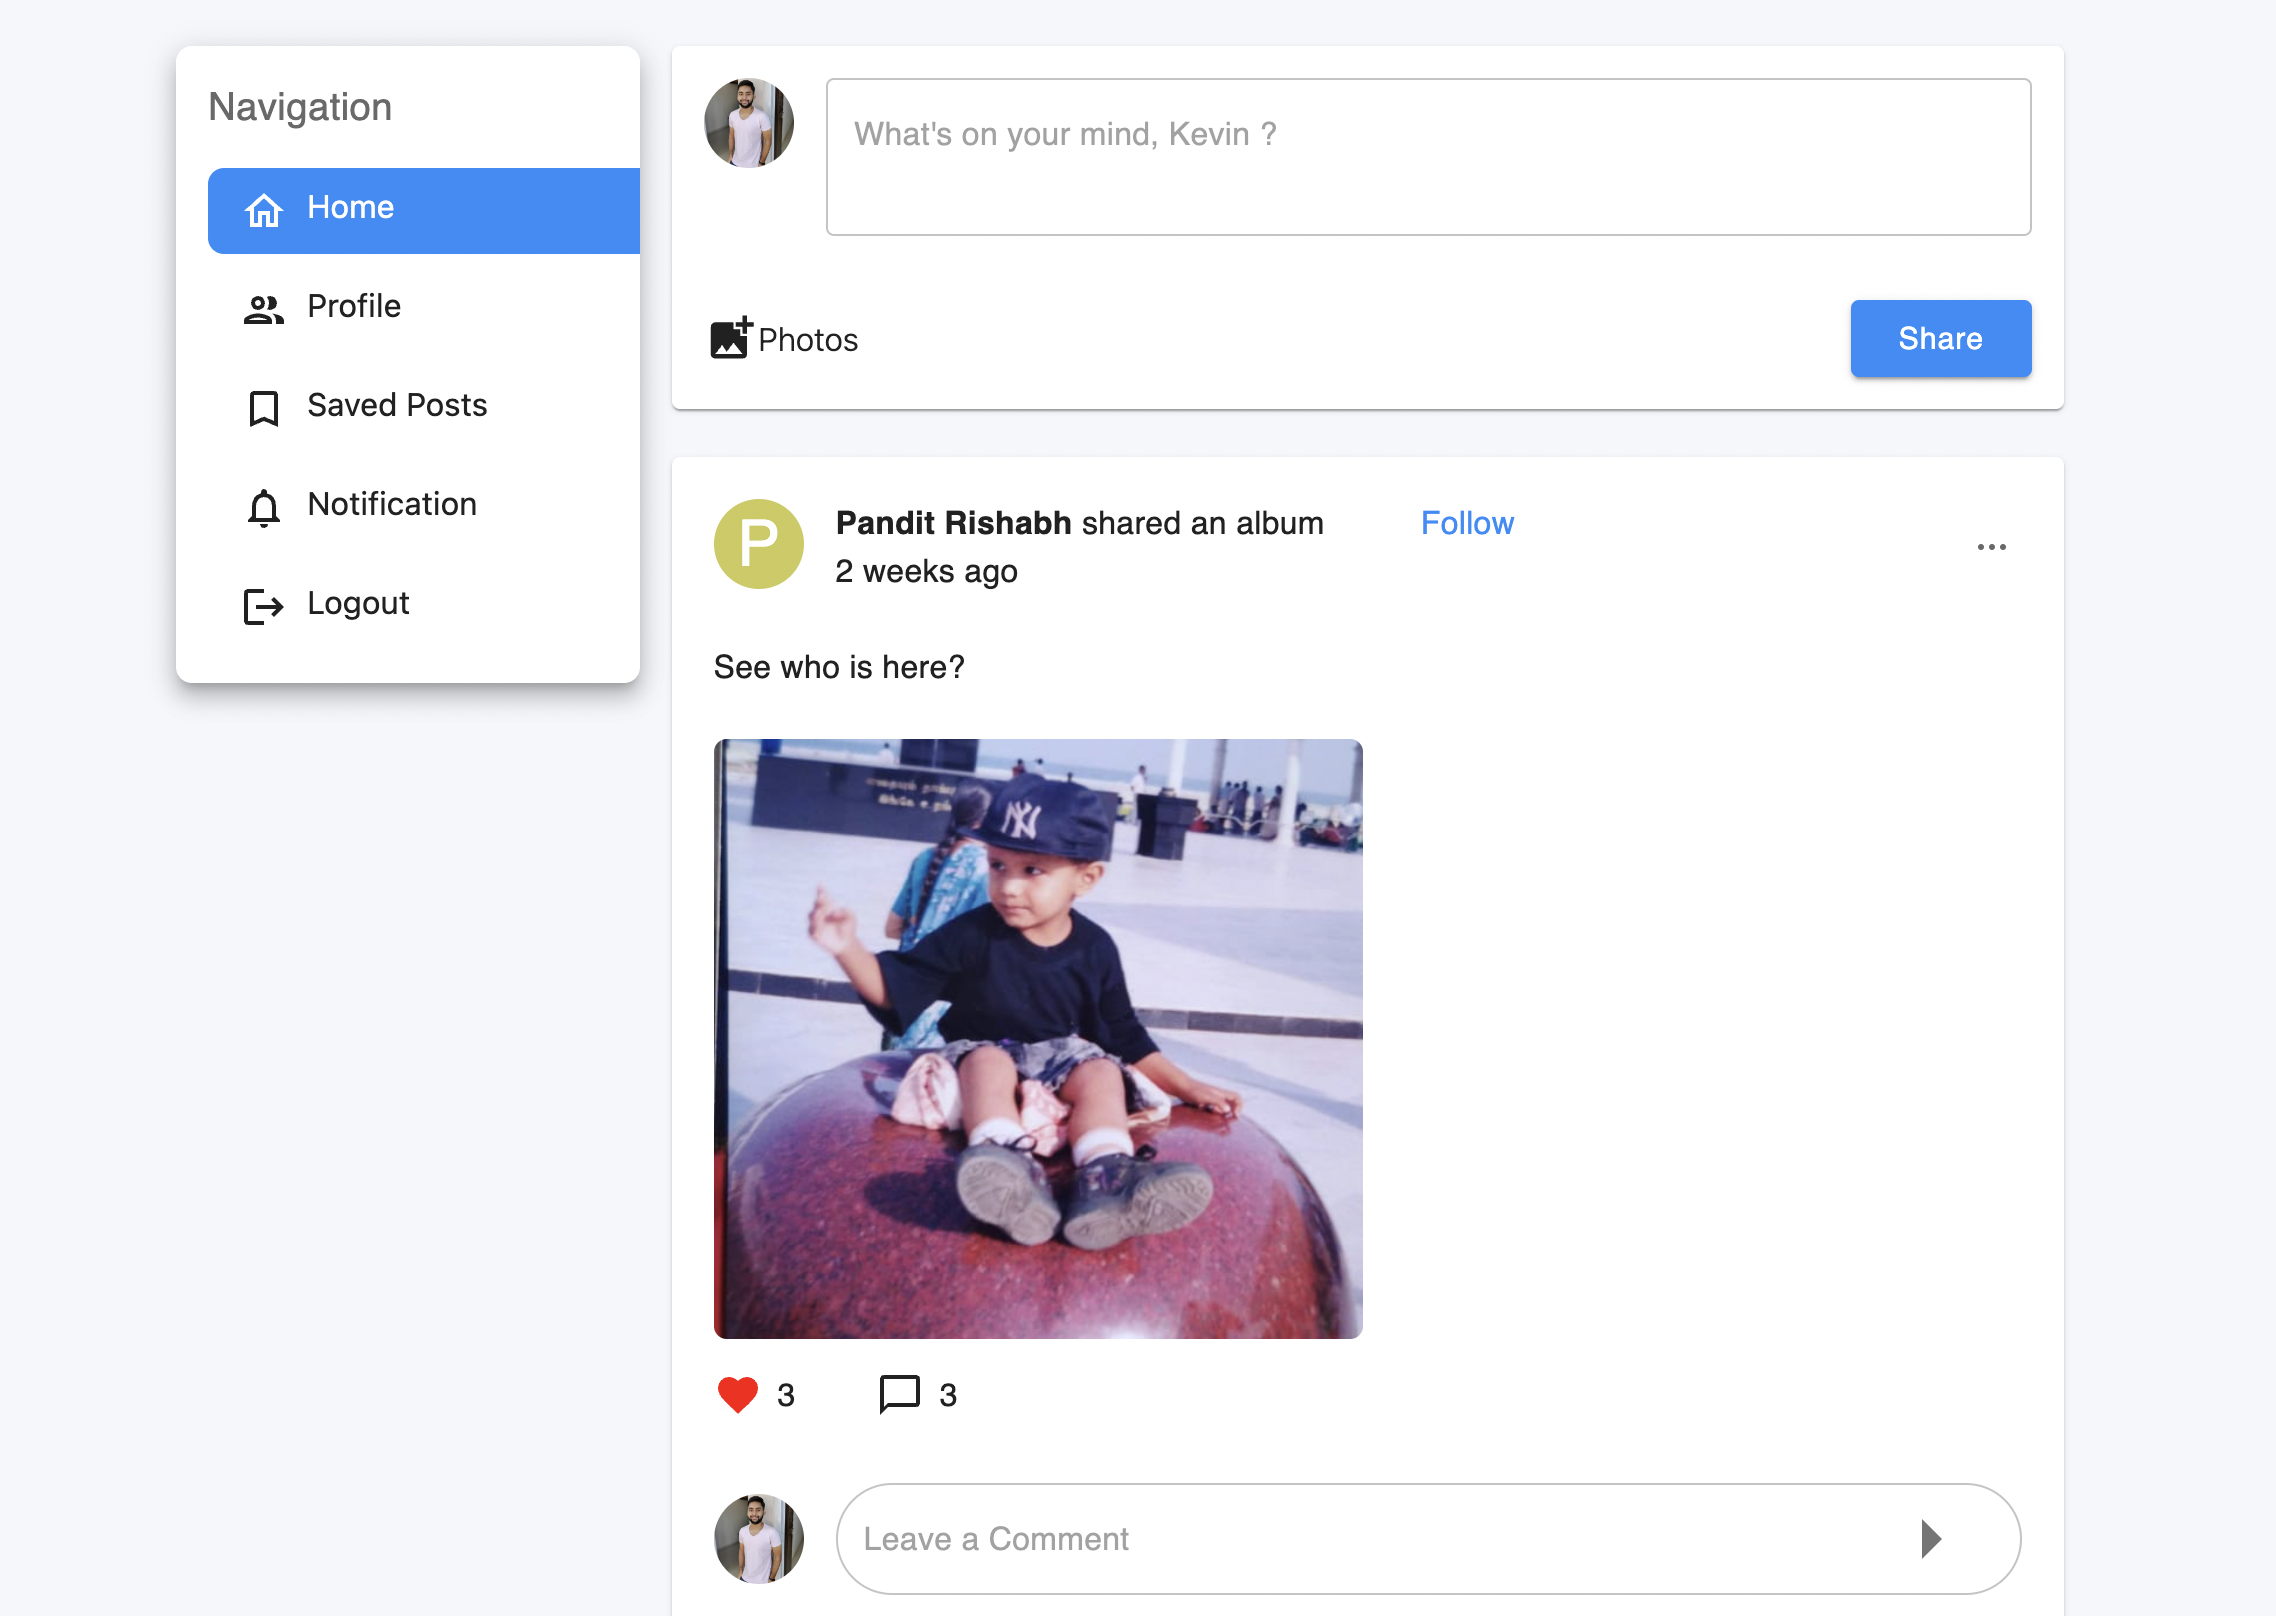 Navigation
Home
Profile
Saved Posts
Notification
Logout
What's on your mind, Kevin ?
Photos
Share
P
Pandit Rishabh shared an album
Follow
2 weeks ago
See who is here?
NY
3
3
Leave a Comment